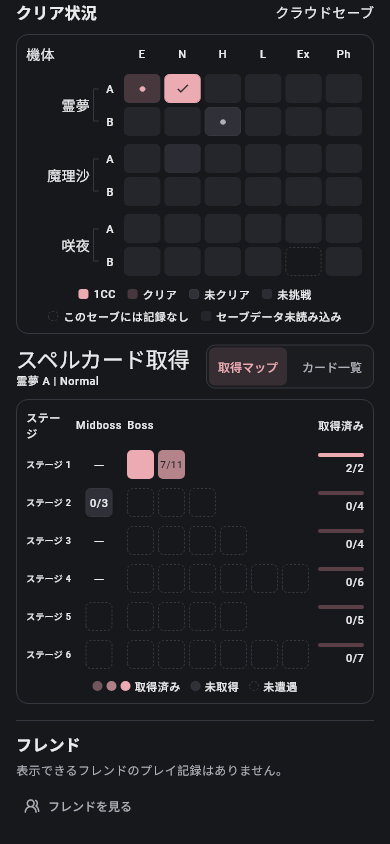 クリア状況 クラウドセーブ
機体 E N H L Ex Ph
霊夢 A
B
魔理沙 A
B
咲夜 A
B
1CC クリア 未クリア 未挑戦
このセーブには記録なし セーブデータ未読み込み
スペルカード取得
霊夢 A | Normal
取得マップ カード一覧
ステージ Midboss Boss 取得済み
ステージ 1 — 7/11 2/2
ステージ 2 0/3 0/4
ステージ 3 — 0/4
ステージ 4 — 0/6
ステージ 5 0/5
ステージ 6 0/7
取得済み 未取得 未遭遇
フレンド
表示できるフレンドのプレイ記録はありません。
フレンドを見る